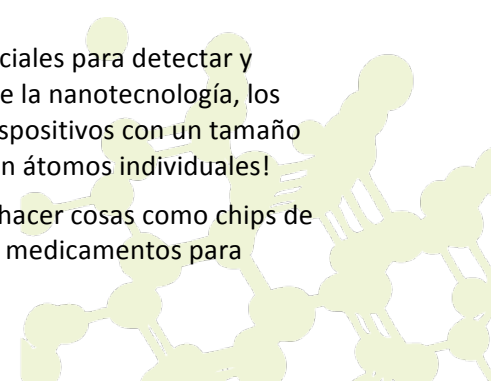 ciales para detectar y
e la nanotecnología, los
spositivos con un tamaño
n átomos individuales!
hacer cosas como chips de
medicamentos para